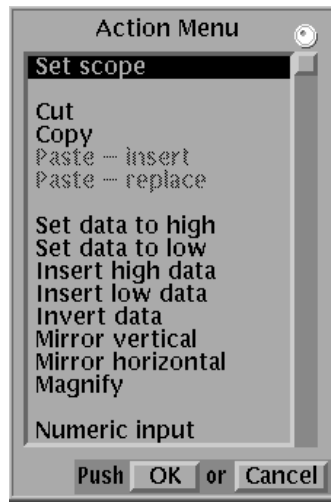 Action Menu
Set scope
Cut
Copy
Paste – insert
Paste – replace
Set data to high
Set data to low
Insert high data
Insert low data
Invert data
Mirror vertical
Mirror horizontal
Magnify
Numeric input
Push OK or Cancel